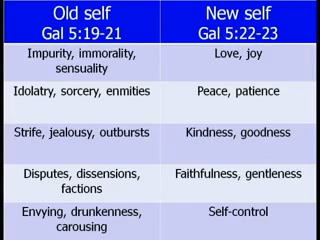 Old self
Gal 5:19-21
New self
Gal 5:22-23
Impurity, immorality,
sensuality
Love, joy
Idolatry, sorcery, enmities
Peace, patience
Strife, jealousy, outbursts
Kindness, goodness
Disputes, dissensions,
factions
Faithfulness, gentleness
Envying, drunkenness,
carousing
Self-control